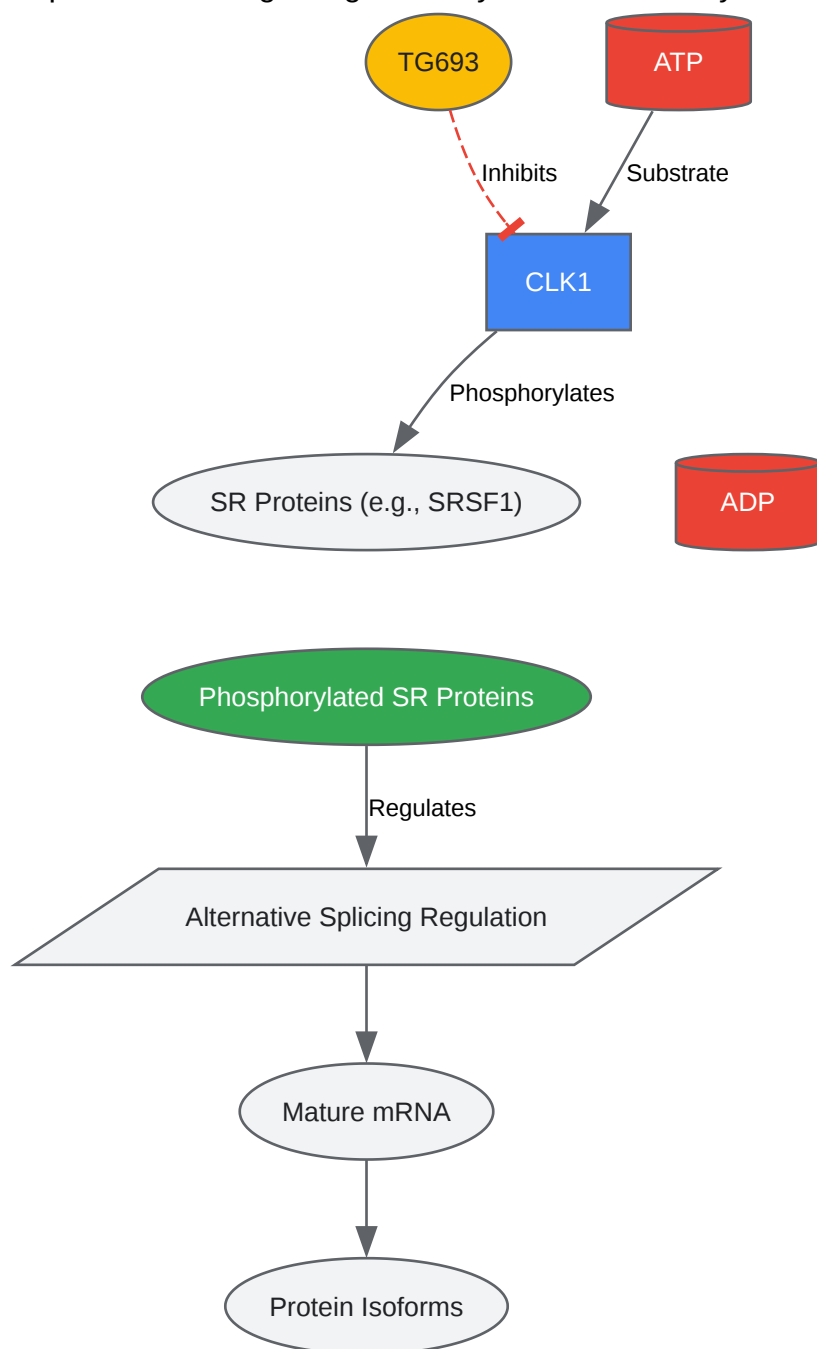 TG693
ATP
Inhibits
Substrate
CLK1
Phosphorylates
SR Proteins (e.g., SRSF1)
ADP
Phosphorylated SR Proteins
Regulates
Alternative Splicing Regulation
Mature mRNA
Protein Isoforms